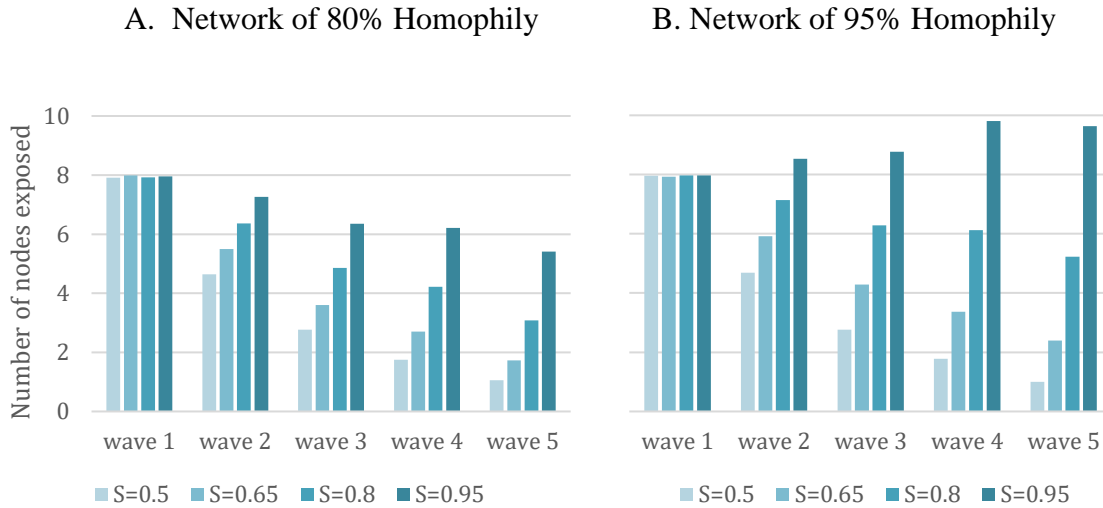 A. Network of 80% Homophily
B. Network of 95% Homophily
Number of nodes exposed
10
8
6
4
2
0
wave 1 wave 2 wave 3 wave 4 wave 5
wave 1 wave 2 wave 3 wave 4 wave 5
S=0.5 S=0.65 S=0.8 S=0.95
S=0.5 S=0.65 S=0.8 S=0.95